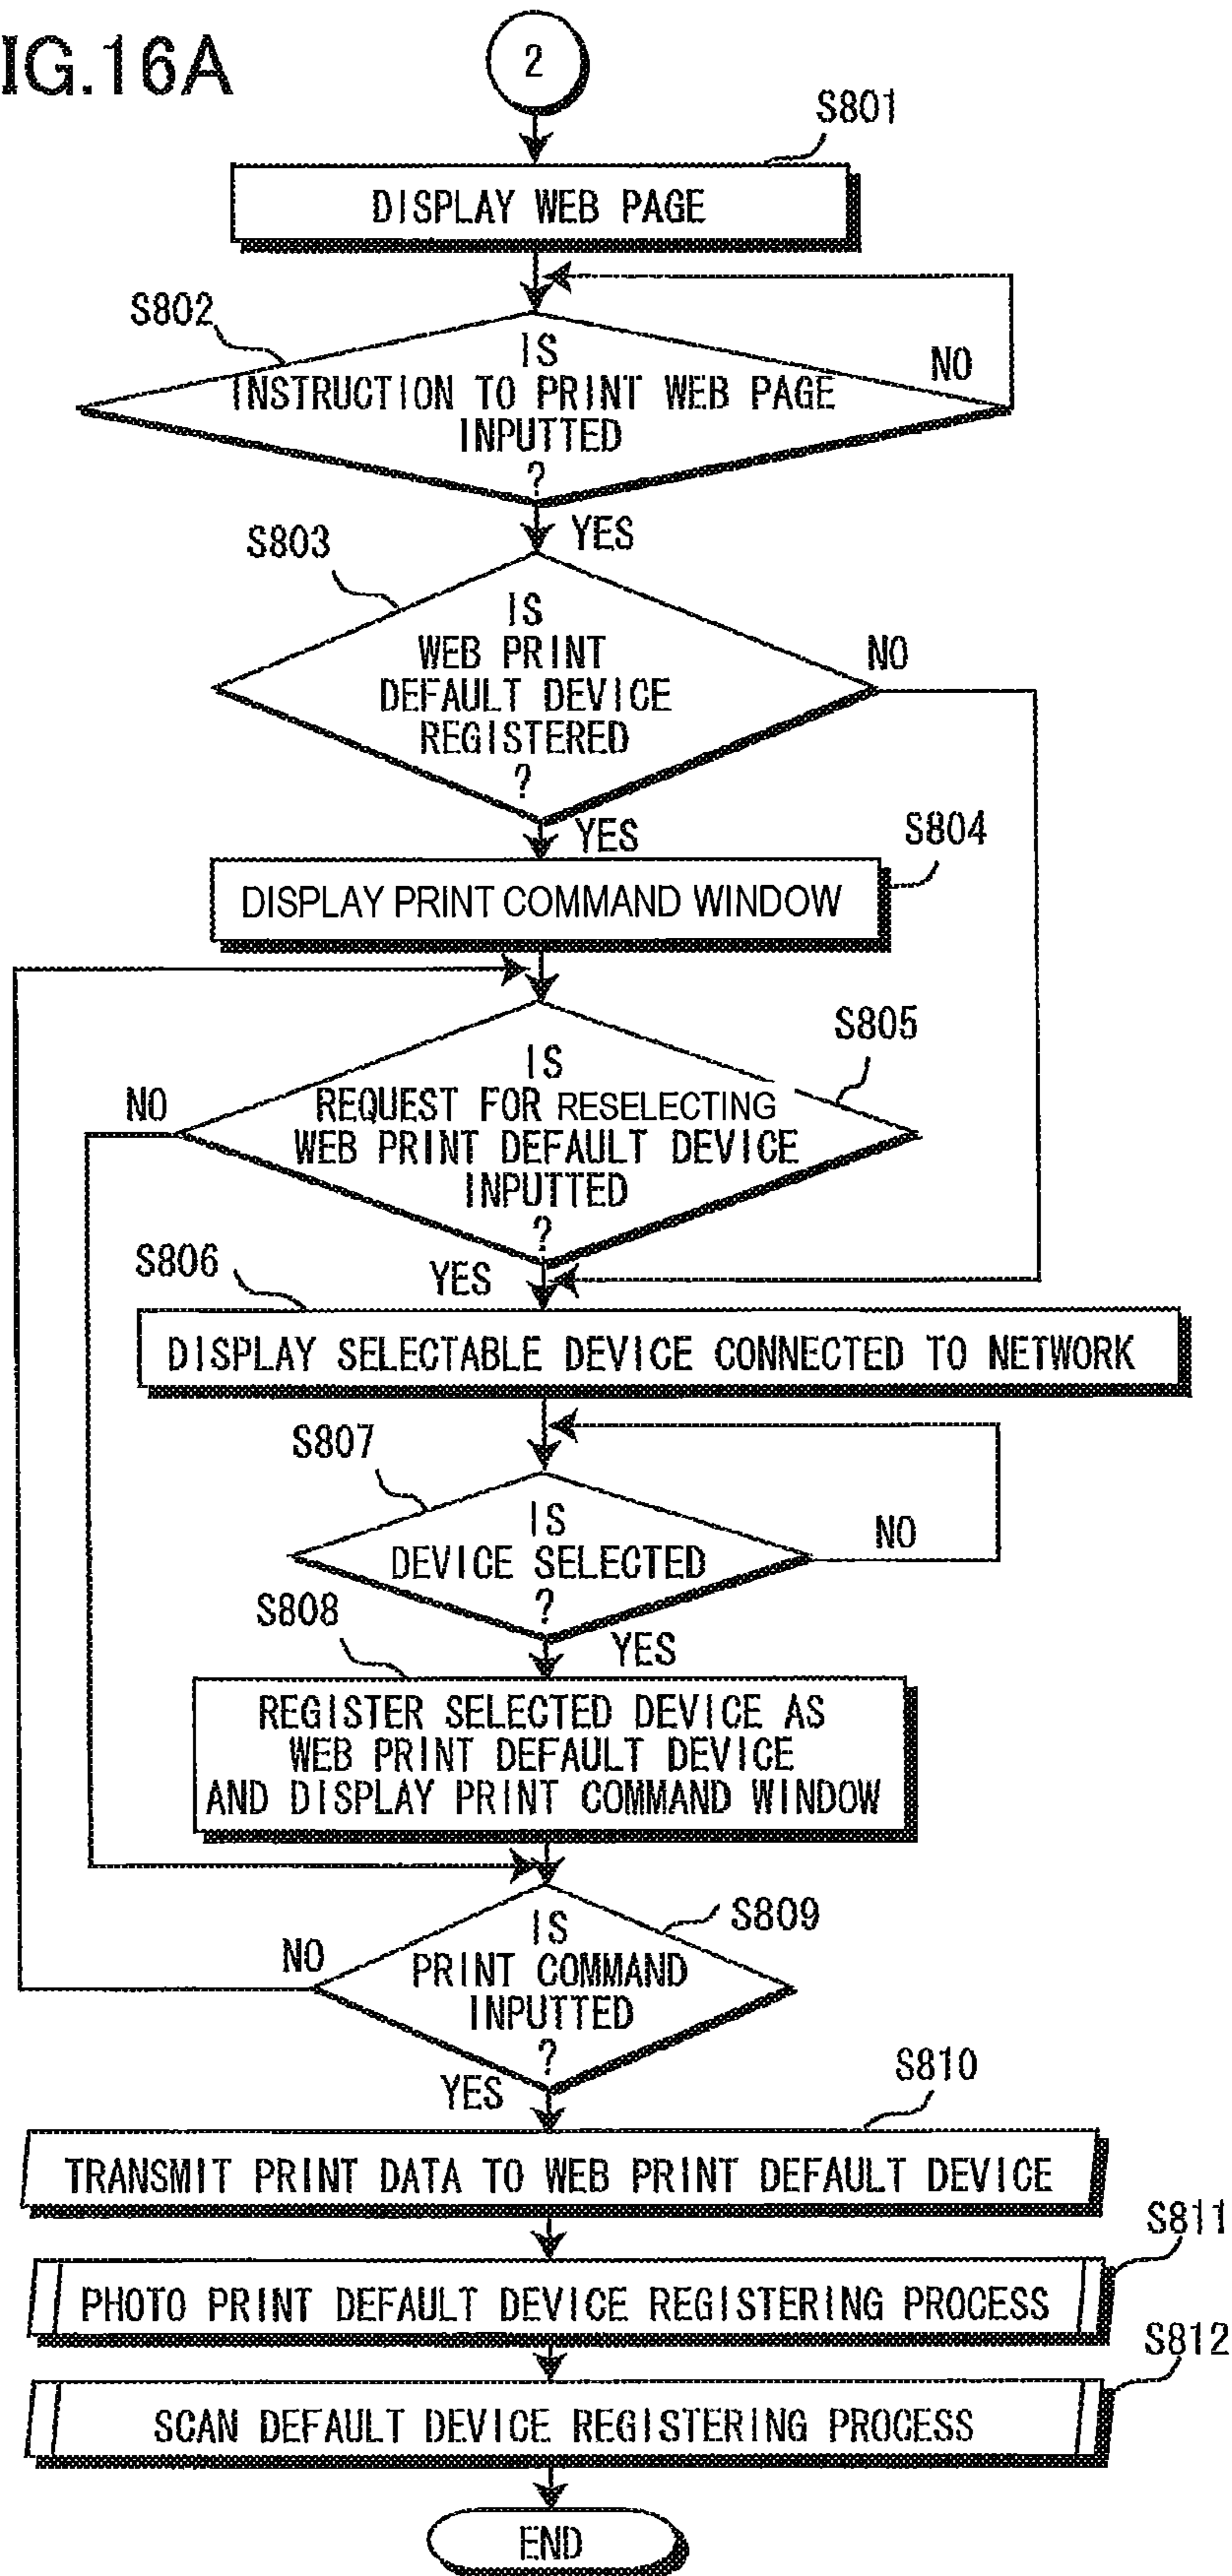 IG.16A
2
S801
DISPLAY WEB PAGE
S802
IS
INSTRUCTION TO PRINT WEB PAGE
INPUTTED
?
NO
YES
S803
IS
WEB PRINT
DEFAULT DEVICE
REGISTERED
?
NO
YES
S804
DISPLAY PRINT COMMAND WINDOW
S805
IS
REQUEST FOR RESELECTING
WEB PRINT DEFAULT DEVICE
INPUTTED
?
NO
YES
S806
DISPLAY SELECTABLE DEVICE CONNECTED TO NETWORK
S807
IS
DEVICE SELECTED
?
NO
YES
S808
REGISTER SELECTED DEVICE AS
WEB PRINT DEFAULT DEVICE
AND DISPLAY PRINT COMMAND WINDOW
S809
IS
PRINT COMMAND
INPUTTED
?
NO
YES
S810
TRANSMIT PRINT DATA TO WEB PRINT DEFAULT DEVICE
S811
PHOTO PRINT DEFAULT DEVICE REGISTERING PROCESS
S812
SCAN DEFAULT DEVICE REGISTERING PROCESS
END